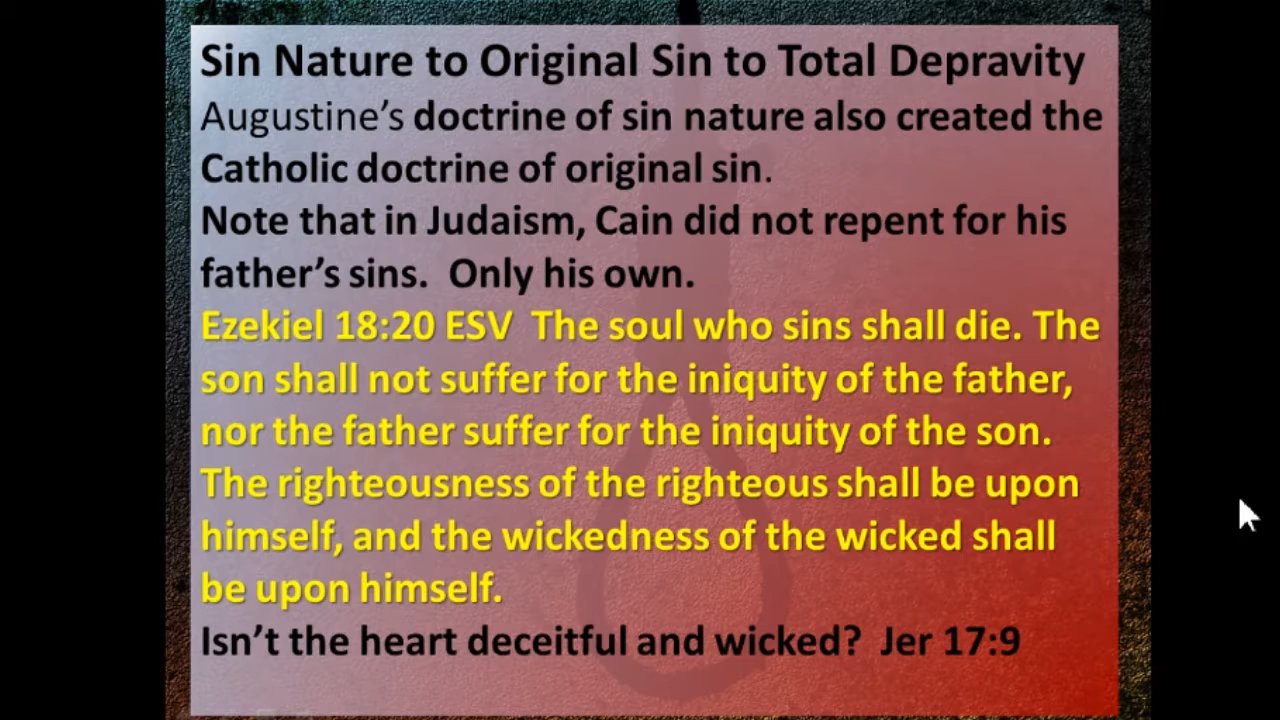 Sin Nature to Original Sin to Total Depravity
Augustine’s doctrine of sin nature also created the
Catholic doctrine of original sin.
Note that in Judaism, Cain did not repent for his
father’s sins.  Only his own.
Ezekiel 18:20 ESV  The soul who sins shall die. The
son shall not suffer for the iniquity of the father,
nor the father suffer for the iniquity of the son.
The righteousness of the righteous shall be upon
himself, and the wickedness of the wicked shall
be upon himself.
Isn’t the heart deceitful and wicked?  Jer 17:9